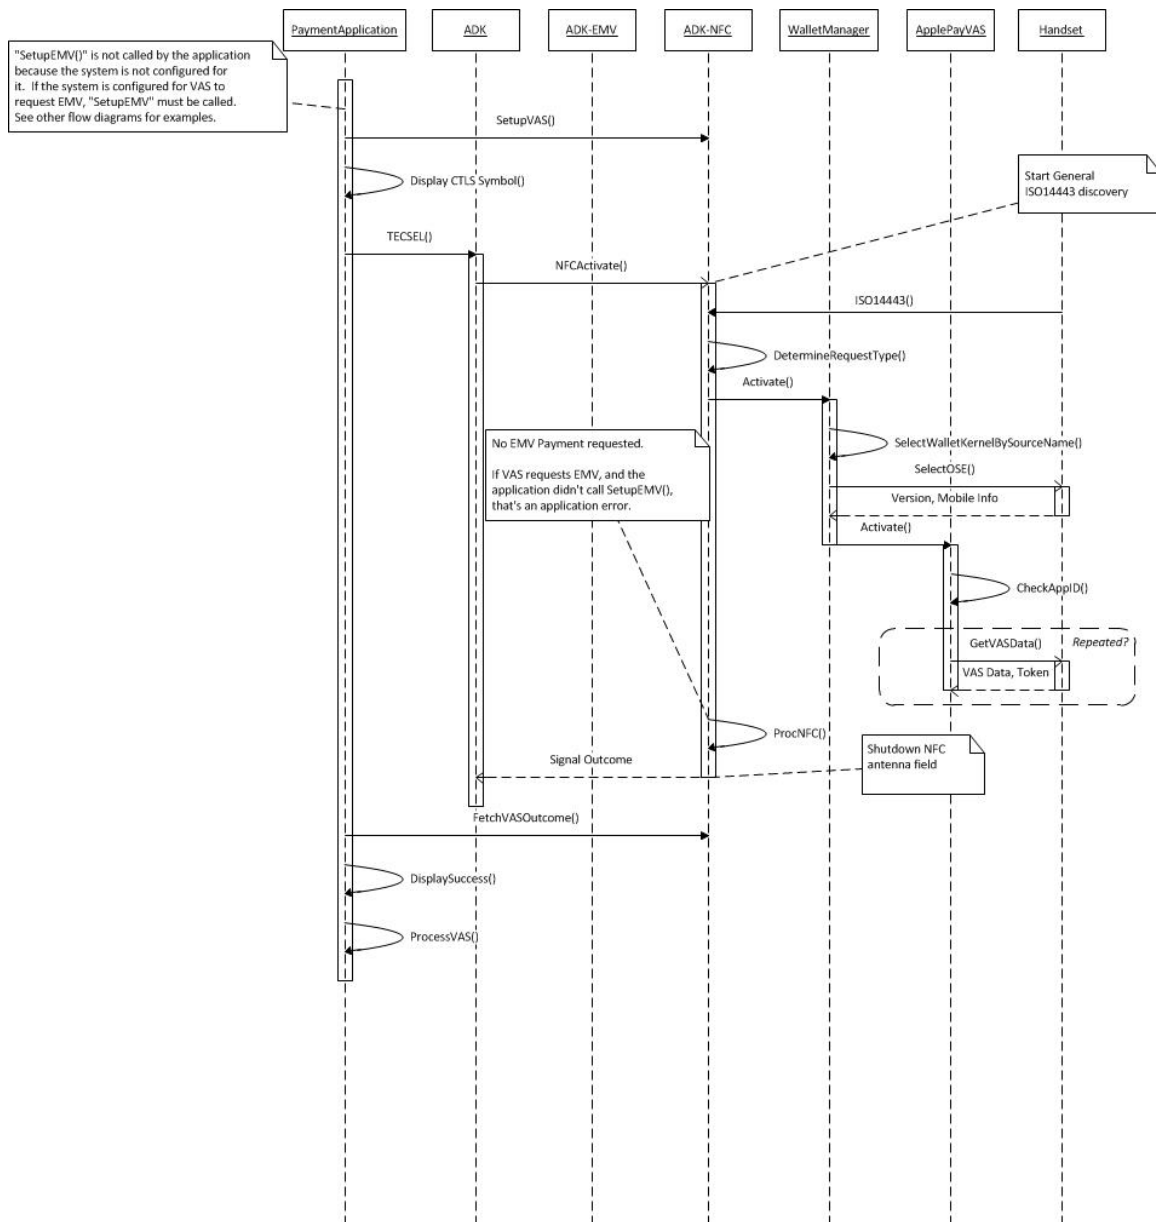 PaymentApplication
ADK
ADK-EMV
ADK-NFC
WalletManager
ApplePayVAS
Handset
"SetupEMV()" is not called by the application
because the system is not configured for
it.  If the system is configured for VAS to
request EMV, "SetupEMV" must be called.
See other flow diagrams for examples.
SetupVAS()
Display CTLS Symbol()
Start General
ISO14443 discovery
TECSEL()
NFCActivate()
ISO14443()
DetermineRequestType()
Activate()
No EMV Payment requested.
If VAS requests EMV, and the
application didn't call SetupEMV(),
that's an application error.
SelectWalletKernelBySourceName()
SelectOSE()
Version, Mobile Info
Activate()
CheckAppID()
GetVASData()
Repeated?
VAS Data, Token
ProcNFC()
Signal Outcome
Shutdown NFC
antenna field
FetchVASOutcome()
DisplaySuccess()
ProcessVAS()